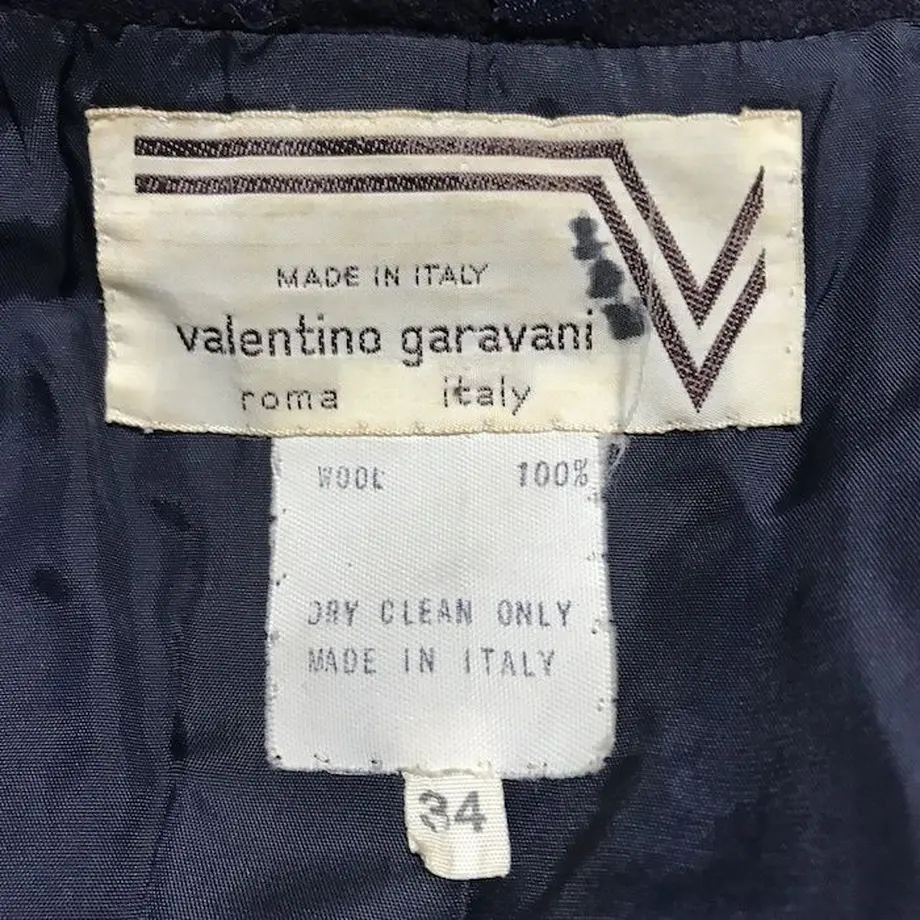 MADE IN ITALY
valentino garavani
roma italy
WOOL 100%
DRY CLEAN ONLY
MADE IN ITALY
34